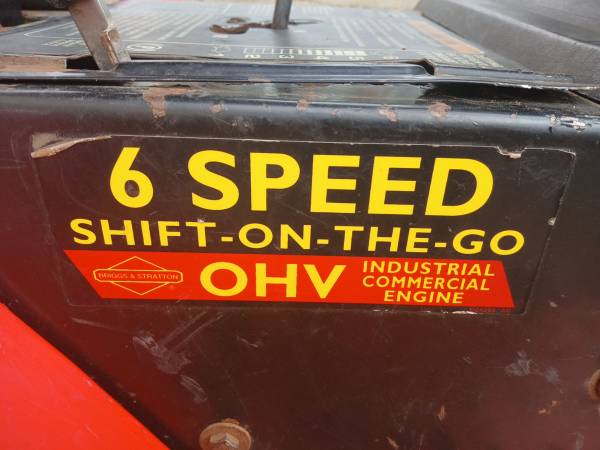 6 SPEED
SHIFT-ON-THE-GO
BRIGGS & STRATTON
OHV
INDUSTRIAL
COMMERCIAL
ENGINE